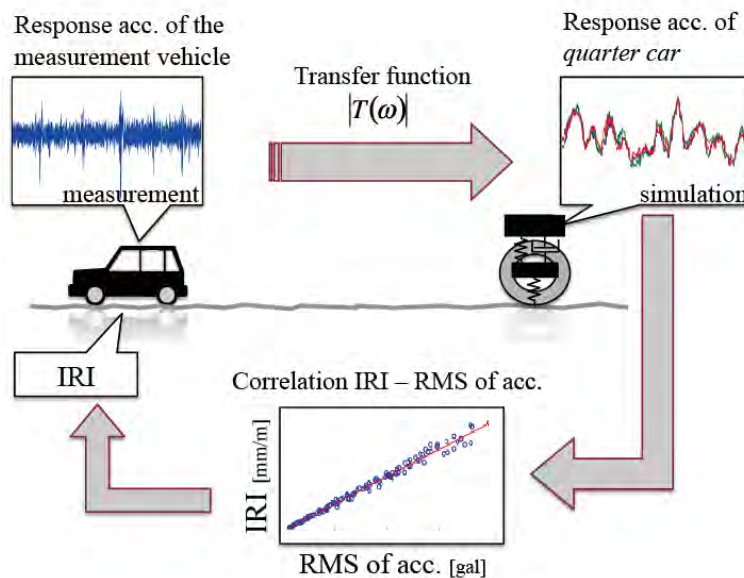 Response acc. of the
measurement vehicle
measurement
Transfer function
|T(ω)|
Response acc. of
quarter car
simulation
IRI
Correlation IRI – RMS of acc.
IRI [mm/m]
RMS of acc. [gal]